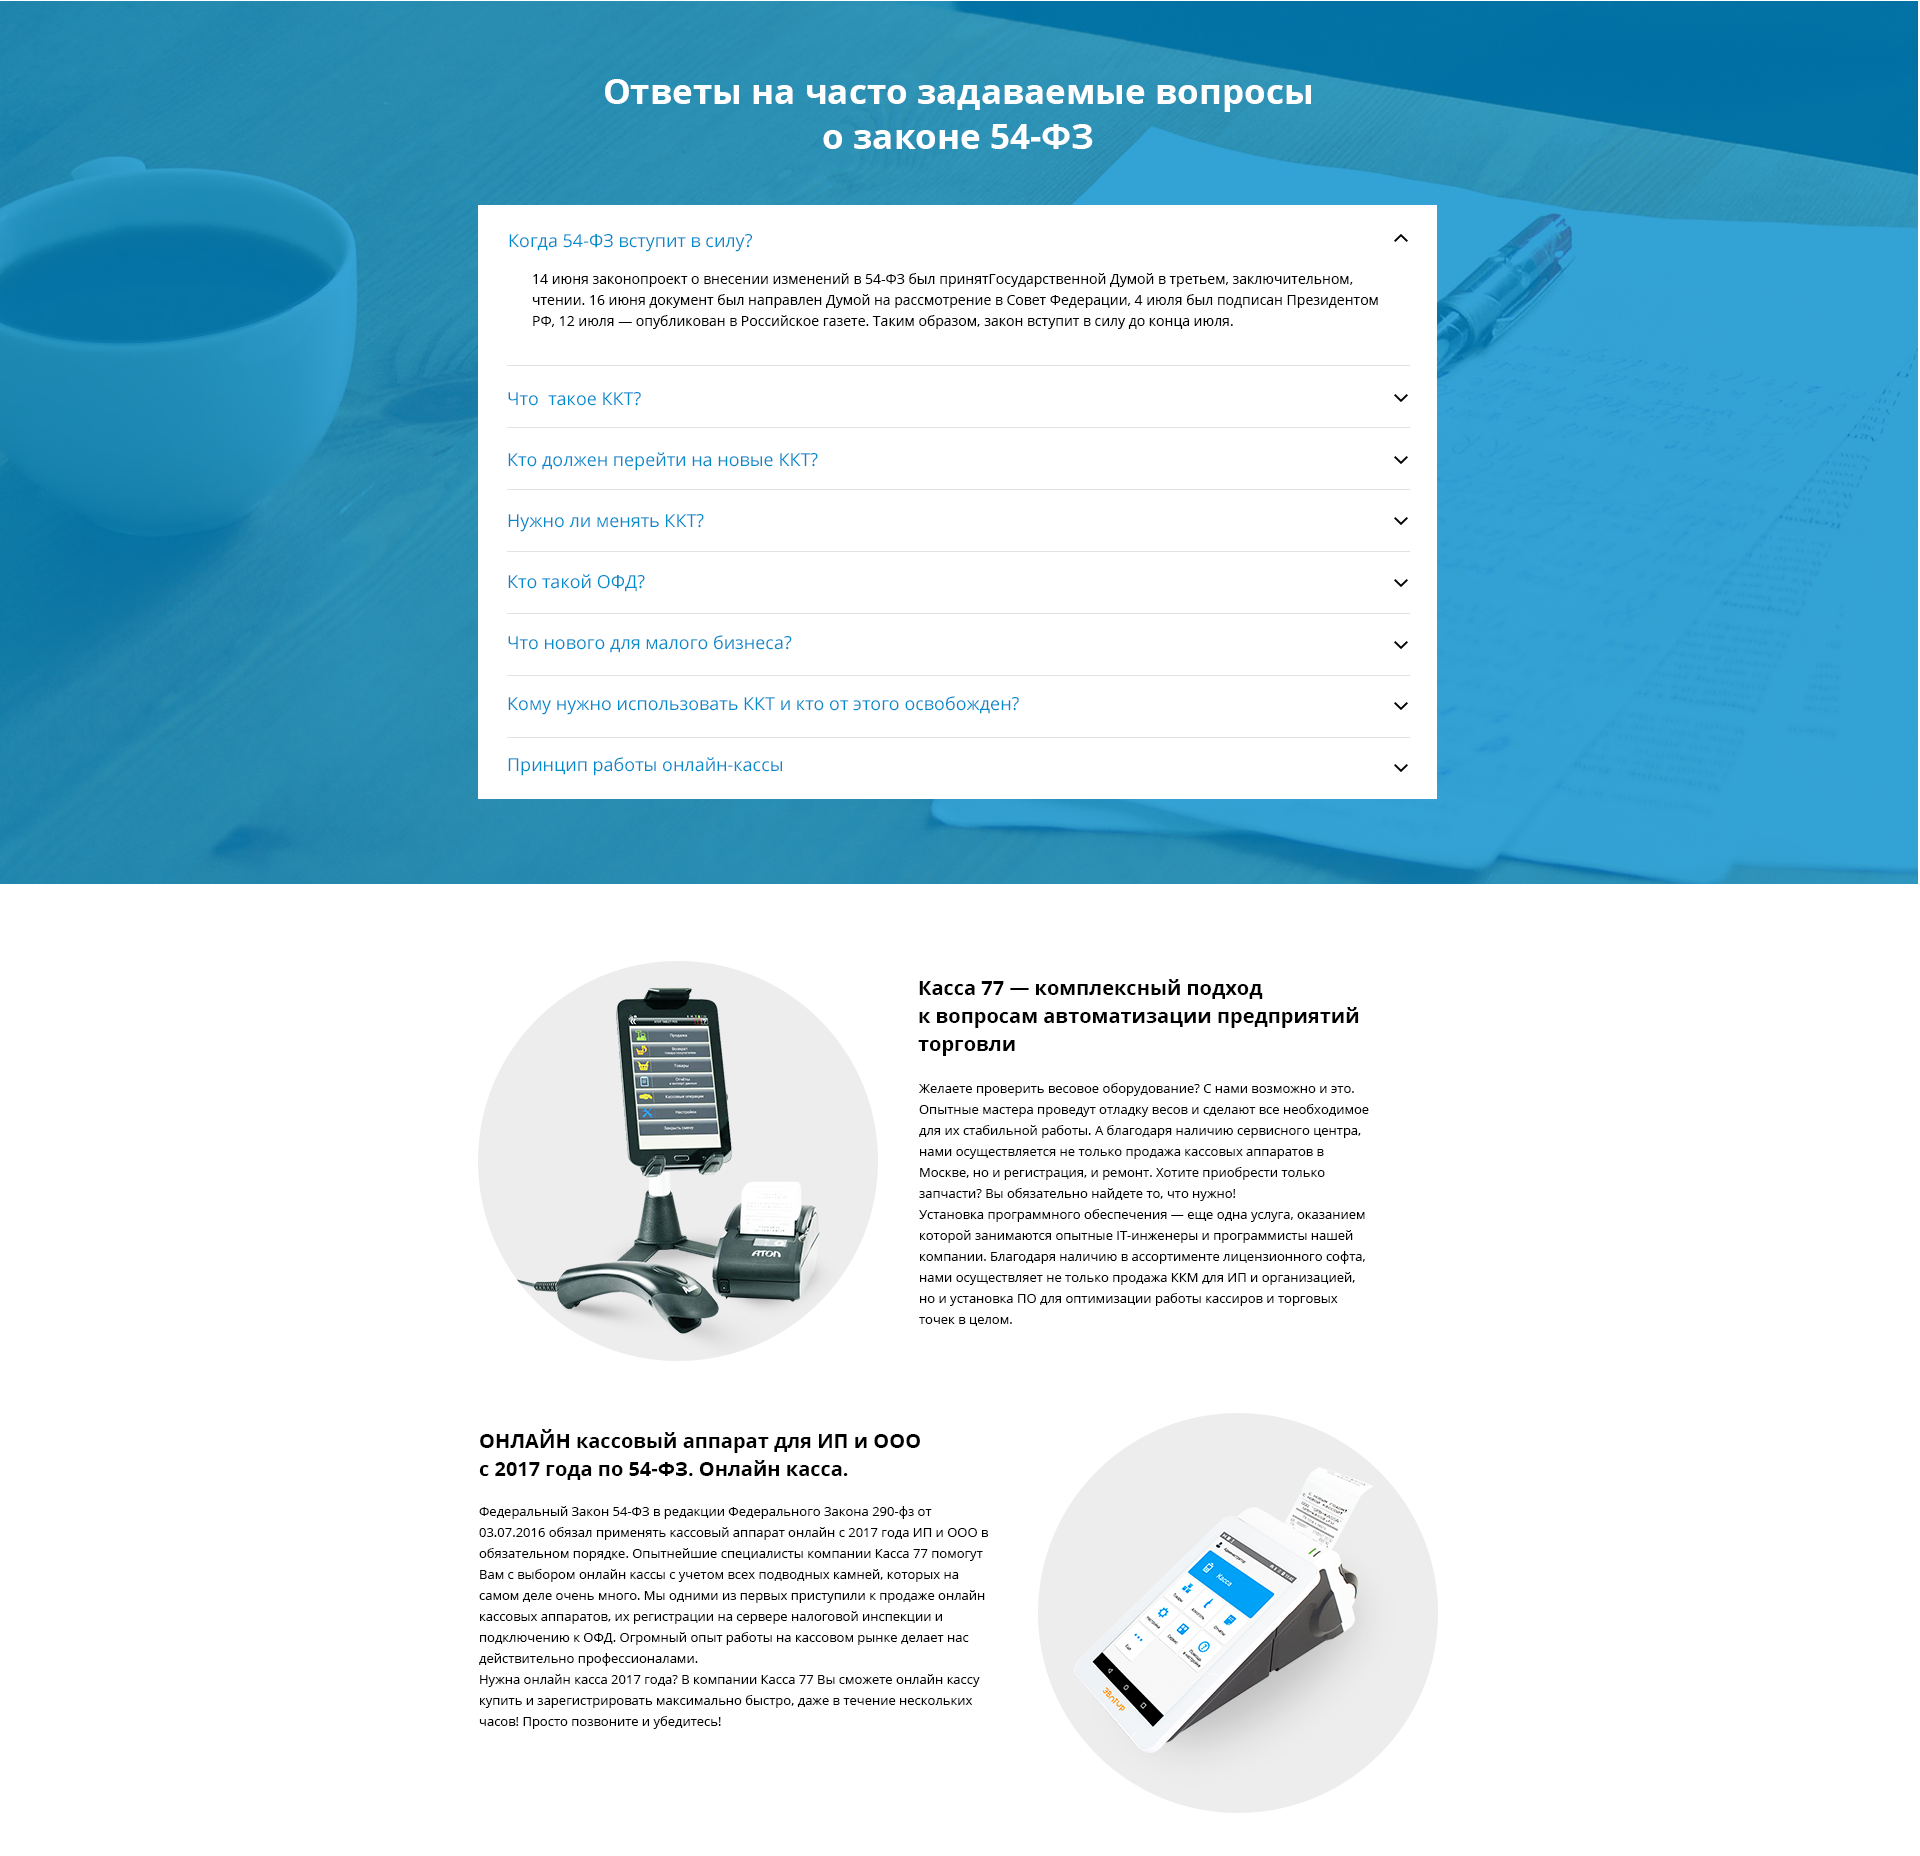 Ответы на часто задаваемые вопросы
о законе 54-ФЗ
Когда 54-ФЗ вступит в силу?
14 июня законопроект о внесении изменений в 54-ФЗ был принятГосударственной Думой в третьем, заключительном,
чтении. 16 июня документ был направлен Думой на рассмотрение в Совет Федерации, 4 июля был подписан Президентом
РФ, 12 июля — опубликован в Российское газете. Таким образом, закон вступит в силу до конца июля.
Что такое ККТ?
Кто должен перейти на новые ККТ?
Нужно ли менять ККТ?
Кто такой ОФД?
Что нового для малого бизнеса?
Кому нужно использовать ККТ и кто от этого освобожден?
Принцип работы онлайн-кассы
Продажа
Возврат
Товары
Отчёты
Кассовые операции
Настройки
Закрыть смену
ATOЛ
Касса 77 — комплексный подход
к вопросам автоматизации предприятий
торговли
Желаете проверить весовое оборудование? С нами возможно и это.
Опытные мастера проведут отладку весов и сделают все необходимое
для их стабильной работы. А благодаря наличию сервисного центра,
нами осуществляется не только продажа кассовых аппаратов в
Москве, но и регистрация, и ремонт. Хотите приобрести только
запчасти? Вы обязательно найдете то, что нужно!
Установка программного обеспечения — еще одна услуга, оказанием
которой занимаются опытные IT-инженеры и программисты нашей
компании. Благодаря наличию в ассортименте лицензионного софта,
нами осуществляет не только продажа ККМ для ИП и организацией,
но и установка ПО для оптимизации работы кассиров и торговых
точек в целом.
ОНЛАЙН кассовый аппарат для ИП и ООО
с 2017 года по 54-ФЗ. Онлайн касса.
Федеральный Закон 54-ФЗ в редакции Федерального Закона 290-фз от
03.07.2016 обязал применять кассовый аппарат онлайн с 2017 года ИП и ООО в
обязательном порядке. Опытнейшие специалисты компании Касса 77 помогут
Вам с выбором онлайн кассы с учетом всех подводных камней, которых на
самом деле очень много. Мы одними из первых приступили к продаже онлайн
кассовых аппаратов, их регистрации на сервере налоговой инспекции и
подключению к ОФД. Огромный опыт работы на кассовом рынке делает нас
действительно профессионалами.
Нужна онлайн касса 2017 года? В компании Касса 77 Вы сможете онлайн кассу
купить и зарегистрировать максимально быстро, даже в течение нескольких
часов! Просто позвоните и убедитесь!
Касса
Эвотор